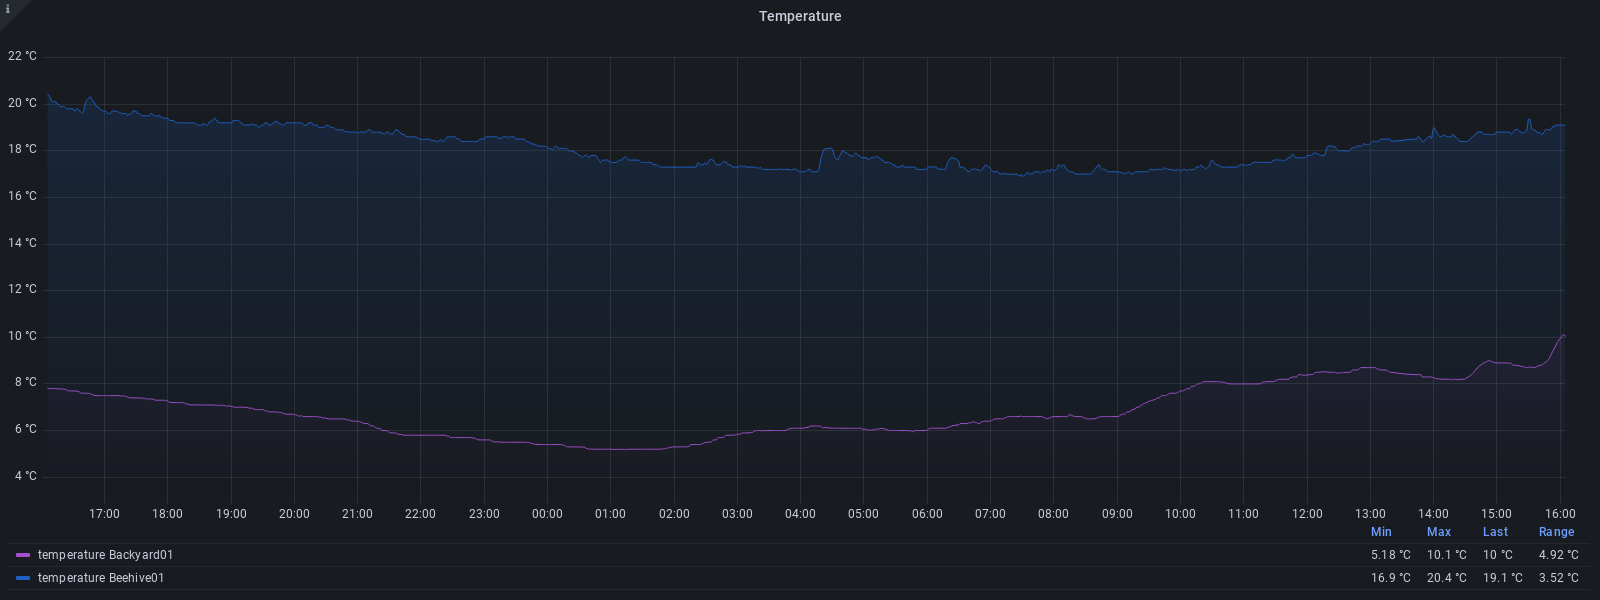 i
Temperature
22 °C
20 °C
18 °C
16 °C
14 °C
12 °C
10 °C
8 °C
6 °C
4 °C
17:00 18:00 19:00 20:00 21:00 22:00 23:00 00:00 01:00 02:00 03:00 04:00 05:00 06:00 07:00 08:00 09:00 10:00 11:00 12:00 13:00 14:00 15:00 16:00
Min Max Last Range
temperature Backyard01 5.18 °C 10.1 °C 10 °C 4.92 °C
temperature Beehive01 16.9 °C 20.4 °C 19.1 °C 3.52 °C